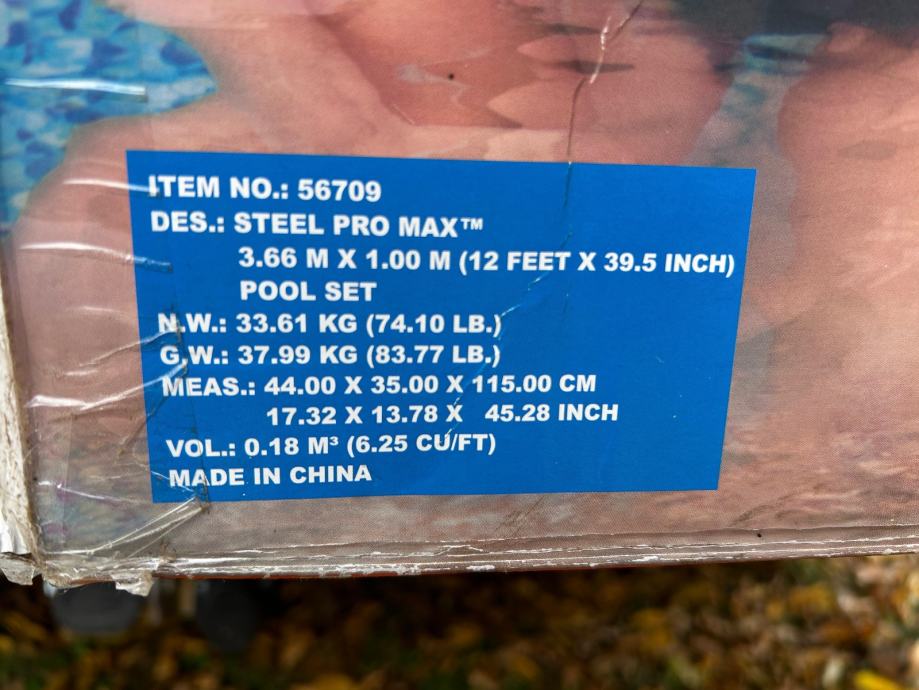 ITEM NO.: 56709
DES.: STEEL PRO MAX™
3.66 M X 1.00 M (12 FEET X 39.5 INCH)
POOL SET
N.W.: 33.61 KG (74.10 LB.)
G.W.: 37.99 KG (83.77 LB.)
MEAS.: 44.00 X 35.00 X 115.00 CM
17.32 X 13.78 X 45.28 INCH
VOL.: 0.18 M³ (6.25 CU/FT)
MADE IN CHINA